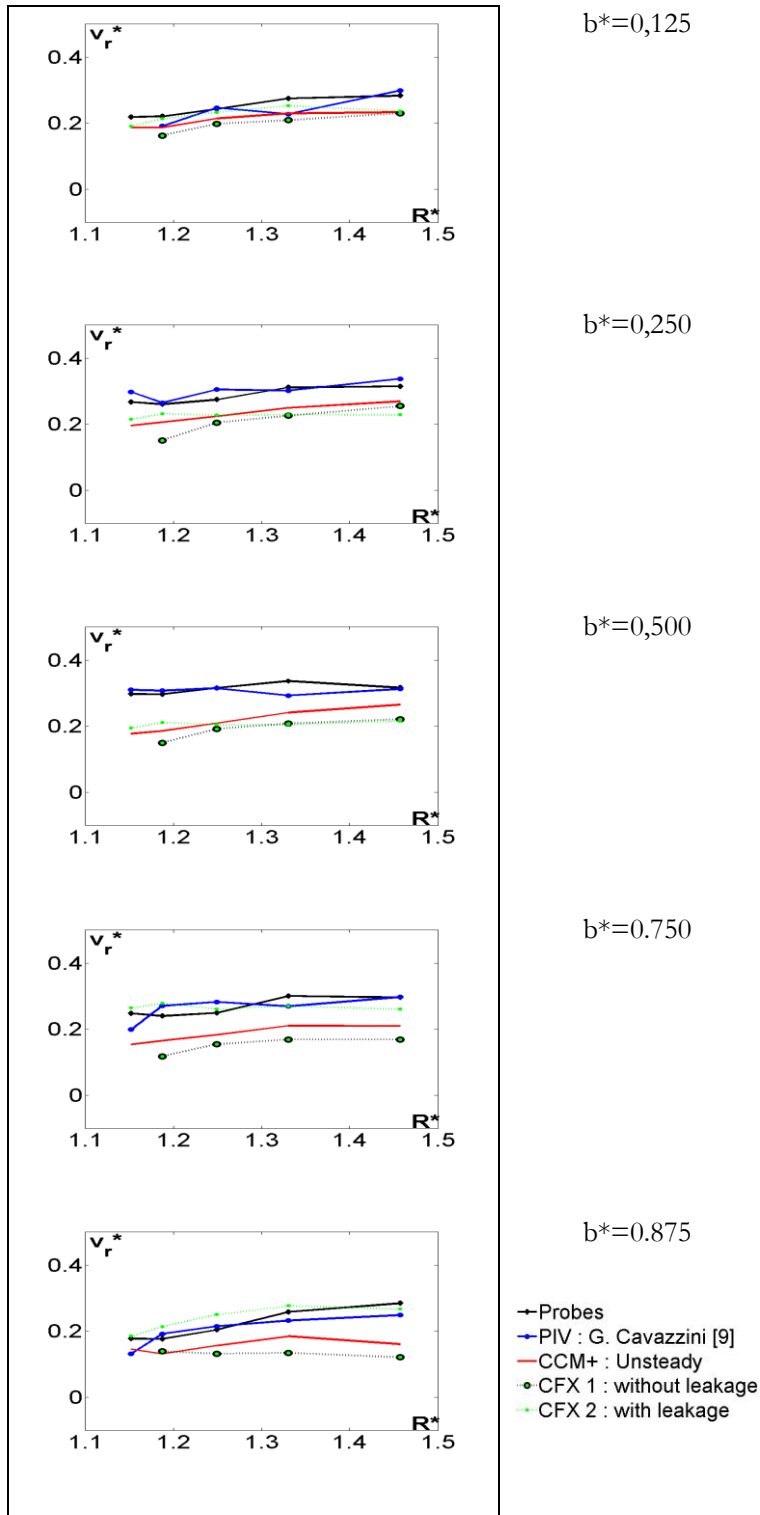 b*=0,125
v_r*
0.4
0.2
0
R*
1.1 1.2 1.3 1.4 1.5
b*=0,250
v_r*
0.4
0.2
0
R*
1.1 1.2 1.3 1.4 1.5
b*=0,500
v_r*
0.4
0.2
0
R*
1.1 1.2 1.3 1.4 1.5
b*=0.750
v_r*
0.4
0.2
0
R*
1.1 1.2 1.3 1.4 1.5
b*=0.875
v_r*
0.4
0.2
0
R*
1.1 1.2 1.3 1.4 1.5
Probes
PIV : G. Cavazzini [9]
CCM+ : Unsteady
CFX 1 : without leakage
CFX 2 : with leakage